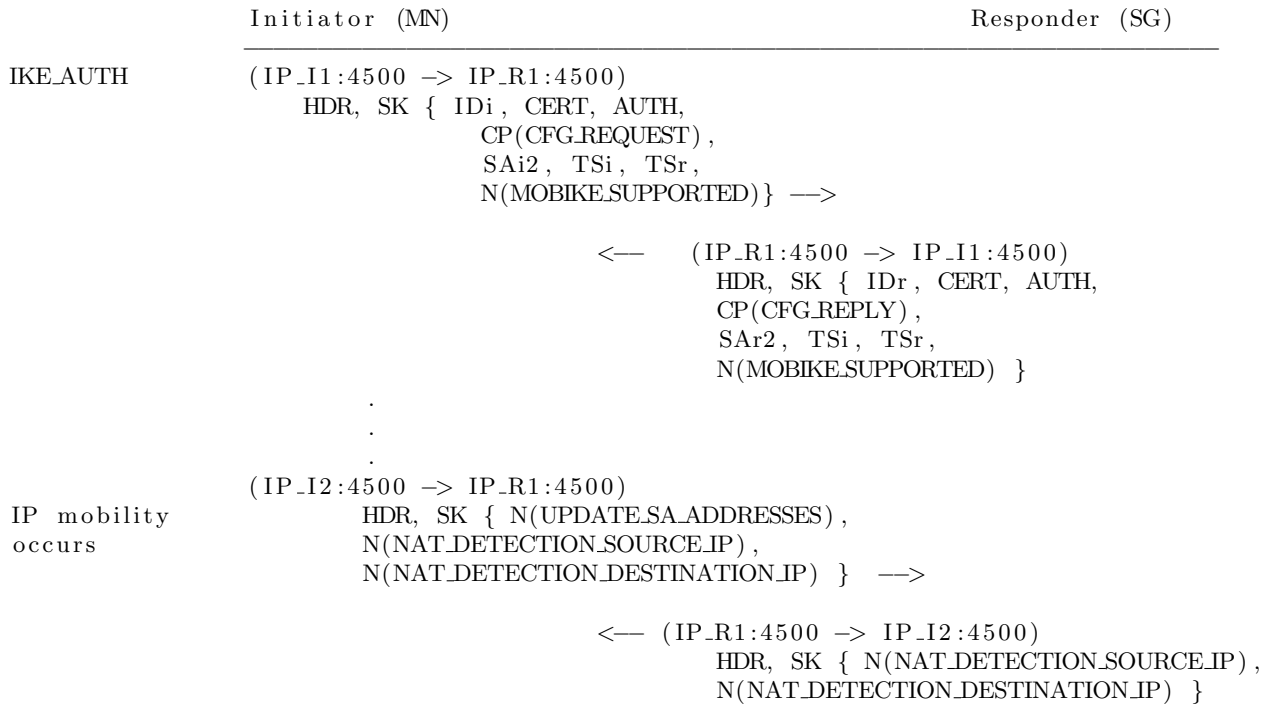 Initiator (MN) Responder (SG)
IKE_AUTH (IP_I1:4500 -> IP_R1:4500)
HDR, SK { IDi, CERT, AUTH,
CP(CFG_REQUEST),
SAi2, TSi, TSr,
N(MOBIKE_SUPPORTED)} -->
<-- (IP_R1:4500 -> IP_I1:4500)
HDR, SK { IDr, CERT, AUTH,
CP(CFG_REPLY),
SAr2, TSi, TSr,
N(MOBIKE_SUPPORTED) }
.
.
.
(IP_I2:4500 -> IP_R1:4500)
IP mobility HDR, SK { N(UPDATE_SA_ADDRESSES),
occurs N(NAT_DETECTION_SOURCE_IP),
N(NAT_DETECTION_DESTINATION_IP) } -->
<-- (IP_R1:4500 -> IP_I2:4500)
HDR, SK { N(NAT_DETECTION_SOURCE_IP),
N(NAT_DETECTION_DESTINATION_IP) }